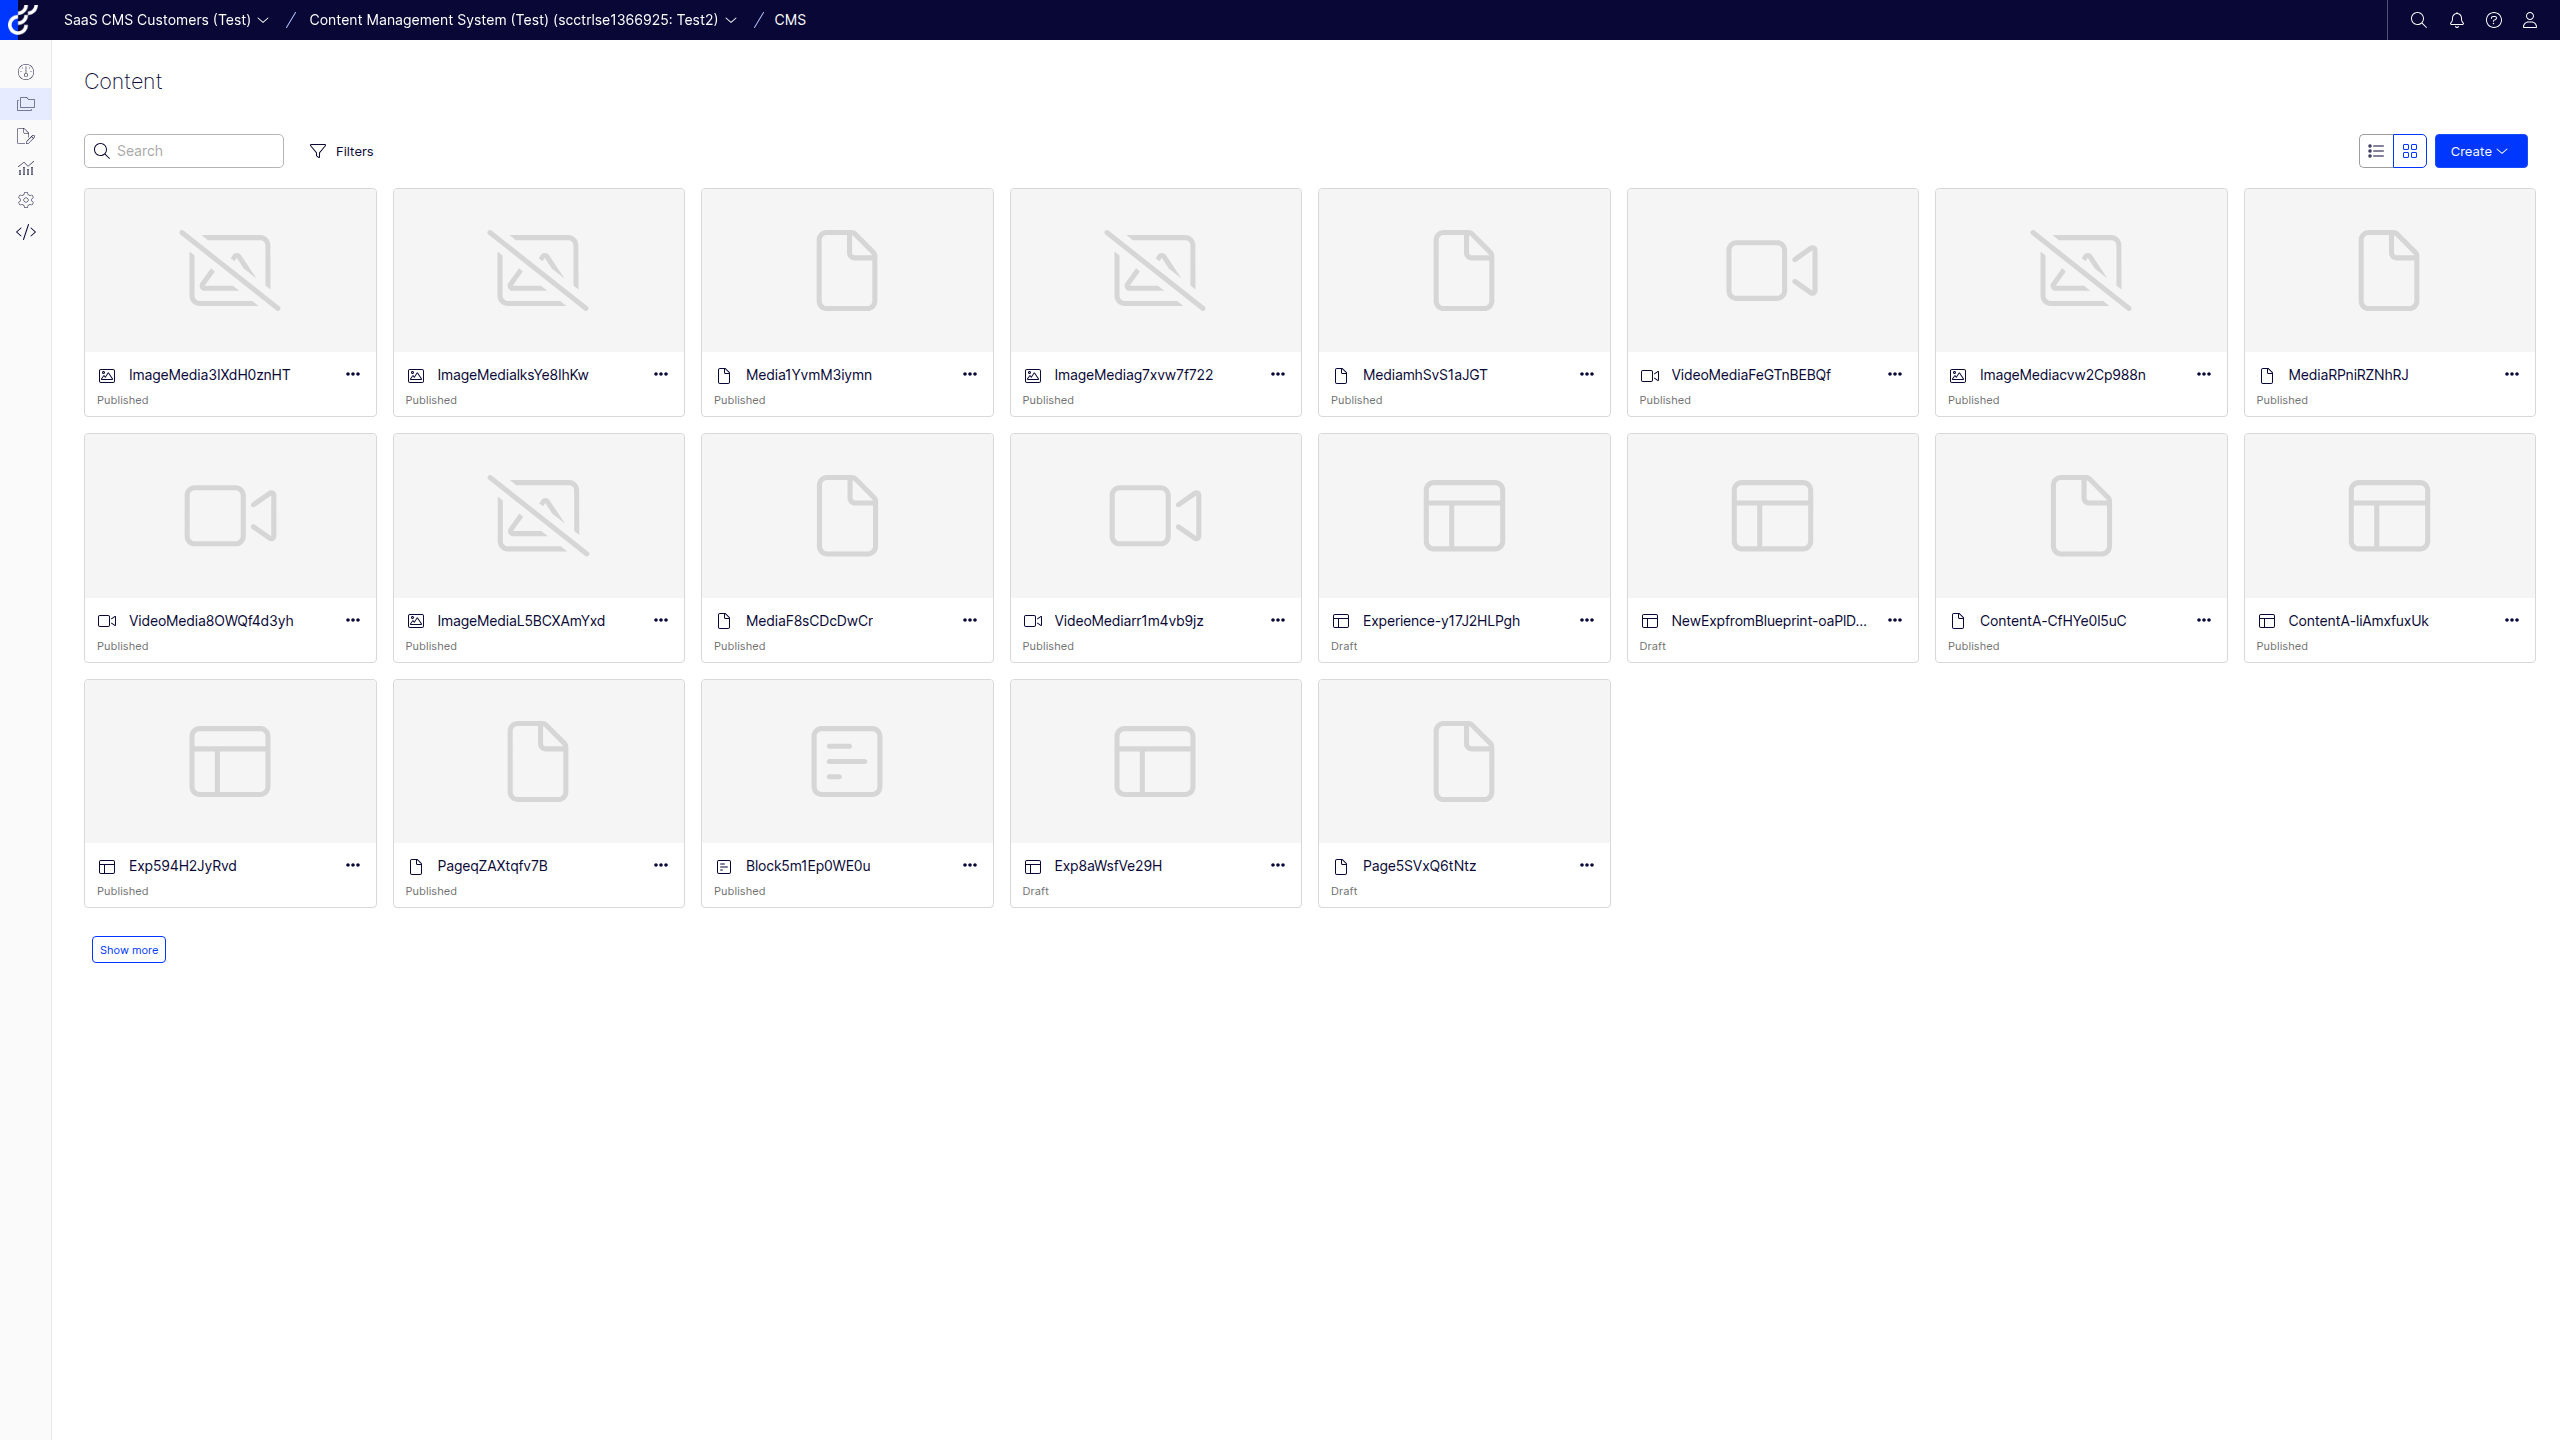 SaaS CMS Customers (Test) / Content Management System (Test) (scctrlse1366925: Test2) / CMS
Content
Search Filters Create
ImageMedia3lXdH0znHT ImageMedialksYe8lhKw Media1YvmM3iymn ImageMediag7xvw7f722 MediamhSvS1aJGT VideoMediaFeGTnBEBQf ImageMediacvw2Cp988n MediaRPniRZNhRJ
Published Published Published Published Published Published Published Published
VideoMedia8OWQf4d3yh ImageMediaL5BCXAmYxd MediaF8sCDcDwCr VideoMediarr1m4vb9jz Experience-y17J2HLPgh NewExpfromBlueprint-oaPlD... ContentA-CfHYe0l5uC ContentA-liAmxfuxUk
Published Published Published Published Draft Draft Published Published
Exp594H2JyRvd PageqZAXtqfv7B Block5m1Ep0WE0u Exp8aWsfVe29H Page5SVxQ6tNtz
Published Published Published Draft Draft
Show more